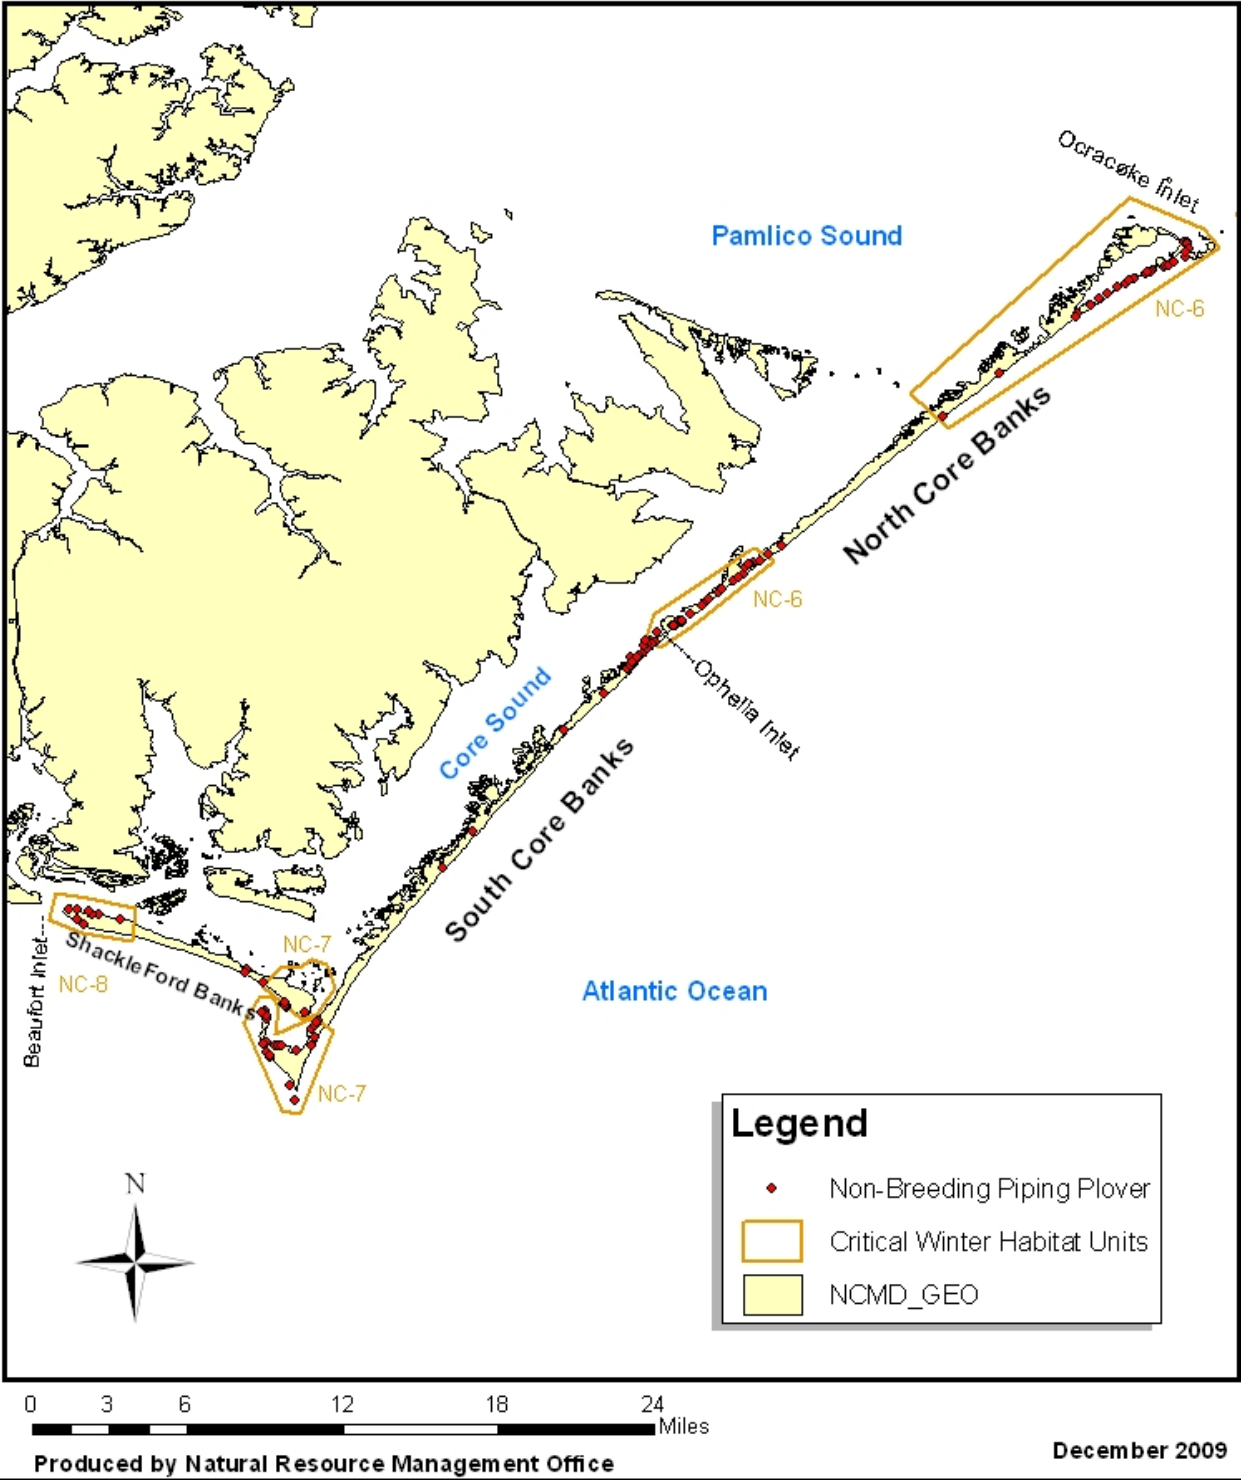 Ocracoke Inlet
Pamlico Sound
NC-6
North Core Banks
NC-6
Ophelia Inlet
Core Sound
South Core Banks
NC-7
Shackle Ford Banks
NC-8
Beaufort Inlet
Atlantic Ocean
NC-7
Legend
Non-Breeding Piping Plover
Critical Winter Habitat Units
NCMD_GEO
N
0 3 6 12 18 24
Miles
Produced by Natural Resource Management Office
December 2009